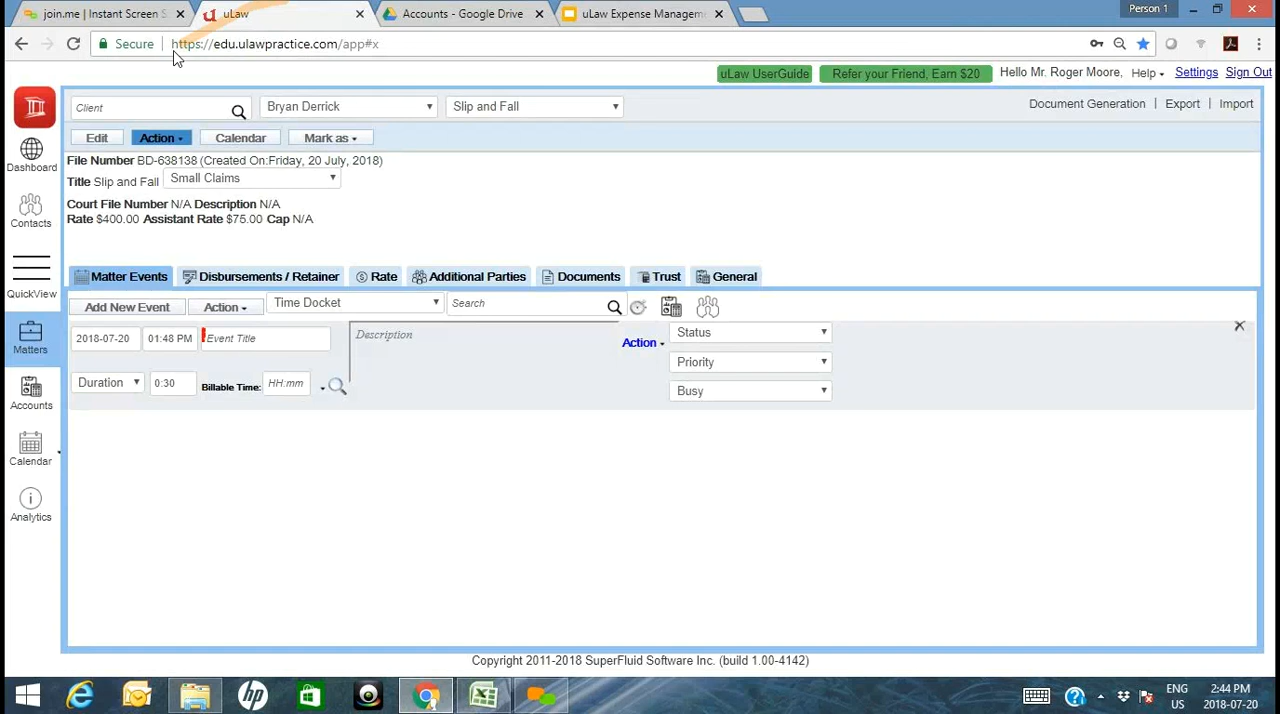 join.me | Instant Screen S
uLaw
Accounts - Google Drive
uLaw Expense Managem
Person 1
Secure
https://edu.ulawpractice.com/app#x
uLaw UserGuide
Refer your Friend, Earn $20
Hello Mr. Roger Moore,
Help
Settings
Sign Out
Client
Bryan Derrick
Slip and Fall
Document Generation | Export | Import
Edit
Action
Calendar
Mark as
File Number BD-638138 (Created On:Friday, 20 July, 2018)
Title Slip and Fall
Small Claims
Court File Number N/A Description N/A
Rate $400.00 Assistant Rate $75.00 Cap N/A
Dashboard
Contacts
QuickView
Matters
Accounts
Calendar
Analytics
Matter Events
Disbursements / Retainer
Rate
Additional Parties
Documents
Trust
General
Add New Event
Action
Time Docket
Search
2018-07-20
01:48 PM
Event Title
Description
Action
Status
Priority
Busy
Duration
0:30
Billable Time:
HH.mm
Copyright 2011-2018 SuperFluid Software Inc. (build 1.00-4142)
ENG
US
2:44 PM
2018-07-20